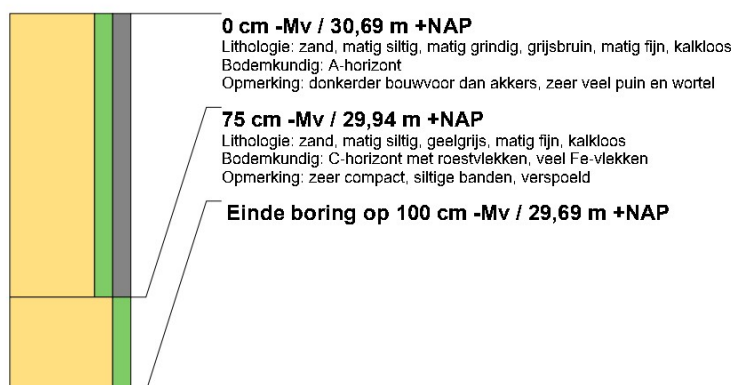 0 cm -Mv / 30,69 m +NAP
Lithologie: zand, matig siltig, matig grindig, grijsbruin, matig fijn, kalkloos
Bodemkundig: A-horizont
Opmerking: donkerder bouwvoor dan akkers, zeer veel puin en wortel
75 cm -Mv / 29,94 m +NAP
Lithologie: zand, matig siltig, geelgrijs, matig fijn, kalkloos
Bodemkundig: C-horizont met roestvlekken, veel Fe-vlekken
Opmerking: zeer compact, siltige banden, verspoeld
Einde boring op 100 cm -Mv / 29,69 m +NAP